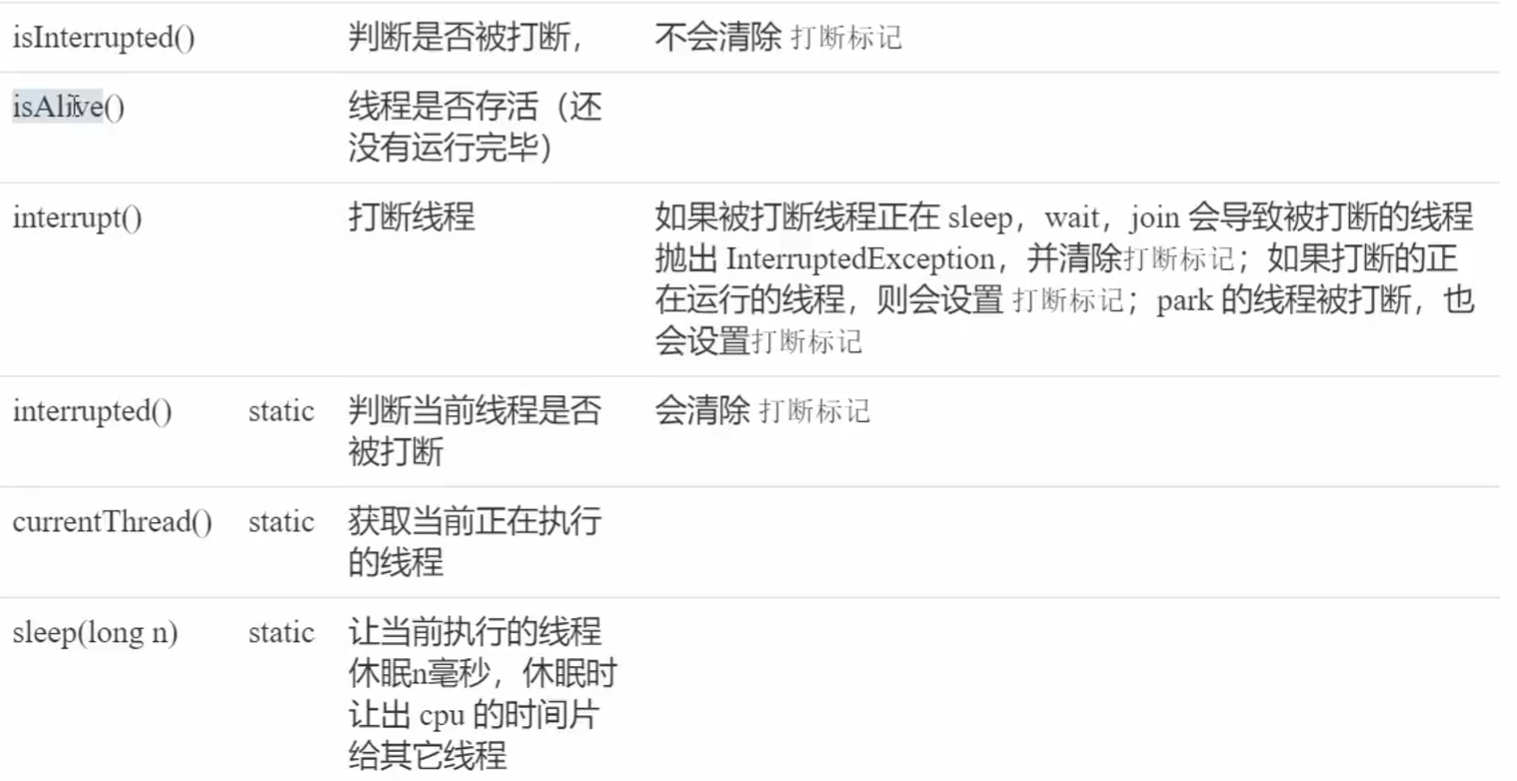 isInterrupted() 判断是否被打断， 不会清除 打断标记
isAlive() 线程是否存活（还
没有运行完毕）
interrupt() 打断线程 如果被打断线程正在 sleep，wait，join 会导致被打断的线程
抛出 InterruptedException，并清除打断标记；如果打断的正
在运行的线程，则会设置 打断标记；park 的线程被打断，也
会设置打断标记
interrupted() static 判断当前线程是否 会清除 打断标记
被打断
currentThread() static 获取当前正在执行
的线程
sleep(long n) static 让当前执行的线程
休眠n毫秒，休眠时
让出 cpu 的时间片
给其它线程